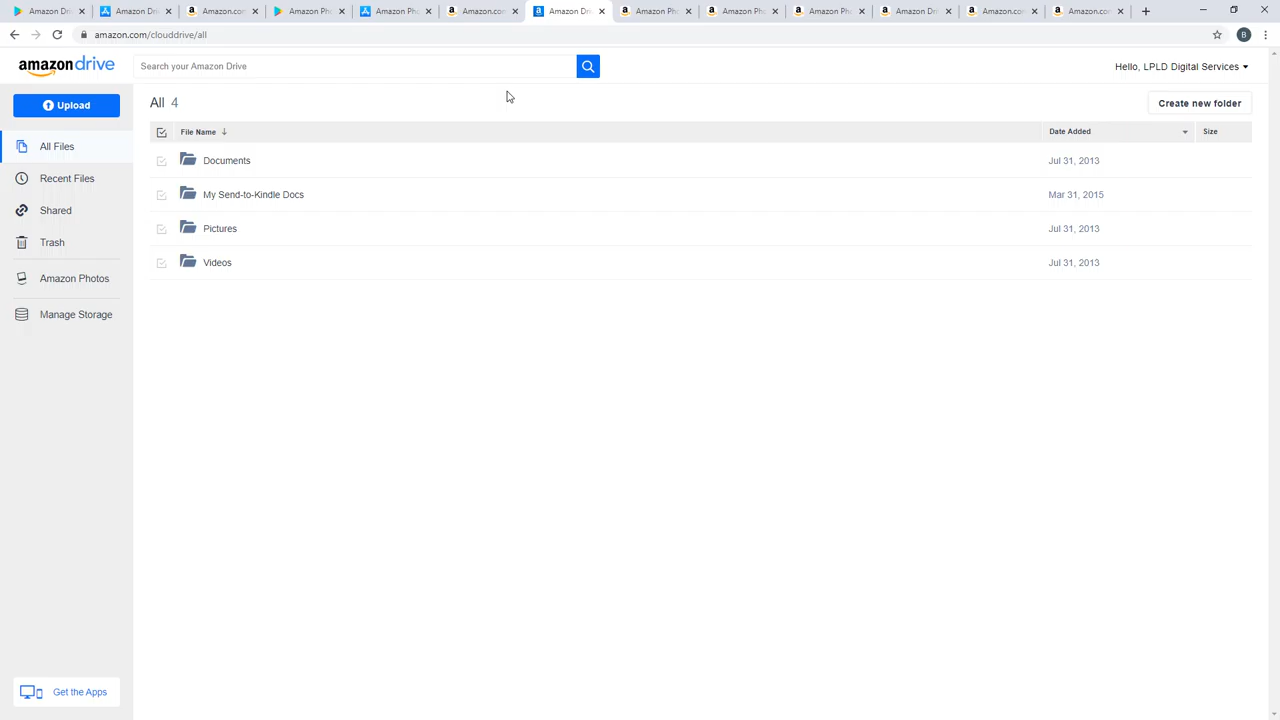 Amazon Dri
Amazon Dri
Amazon.com
Amazon Pho
Amazon Pho
Amazon.com
Amazon Driv
Amazon Pho
Amazon Pho
Amazon Pho
Amazon Dri
Amazon.com
Amazon.com
amazon.com/clouddrive/all
B
amazon drive
Search your Amazon Drive
Hello, LPLD Digital Services
Upload
All 4
Create new folder
File Name
Date Added
Size
All Files
Recent Files
Shared
Trash
Amazon Photos
Manage Storage
Documents
Jul 31, 2013
My Send-to-Kindle Docs
Mar 31, 2015
Pictures
Jul 31, 2013
Videos
Jul 31, 2013
Get the Apps